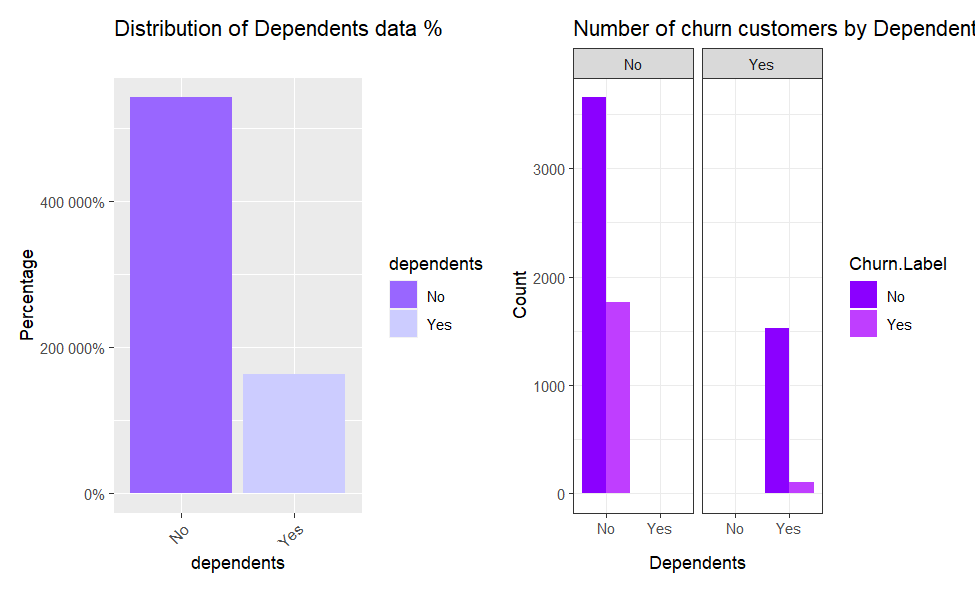 Distribution of Dependents data %
400 000%
200 000%
0%
Percentage
No
Yes
dependents
dependents
No
Yes
Number of churn customers by Dependent
No
Yes
3000
2000
1000
0
Count
No
Yes
No
Yes
Dependents
Churn.Label
No
Yes